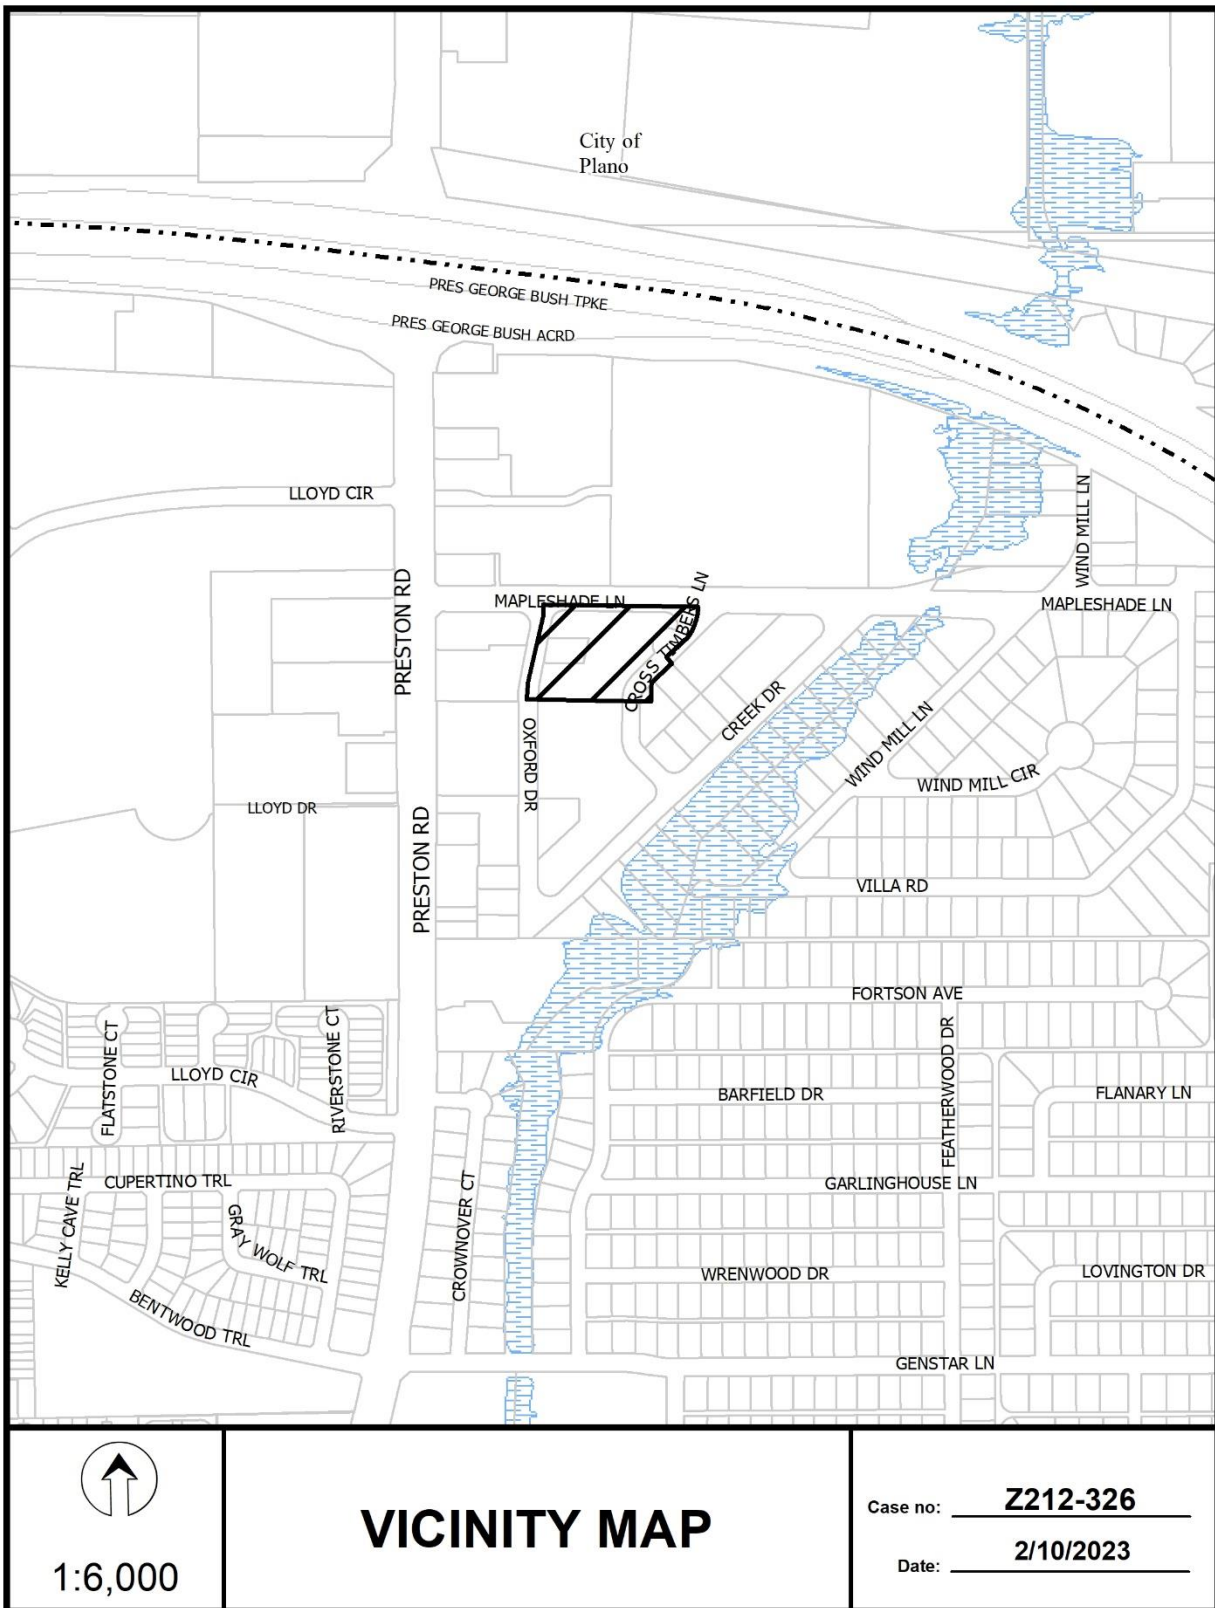 City of
Plano
PRES GEORGE BUSH TPKE
PRES GEORGE BUSH ACRD
LLOYD CIR
WIND MILL LN
PRESTON RD
MAPLESHADE LN
CROSS TIMBERS LN
MAPLESHADE LN
CREEK DR
WIND MILL LN
OXFORD DR
WIND MILL CIR
LLOYD DR
PRESTON RD
VILLA RD
FORTSON AVE
FLATSTONE CT
RIVERSTONE CT
LLOYD CIR
FEATHERWOOD DR
BARFIELD DR
FLANARY LN
KELLY CAVE TRL
CUPERTINO TRL
GARLINGHOUSE LN
GRAY WOLF TRL
CROWNOVER CT
WRENWOOD DR
LOVINGTON DR
BENTWOOD TRL
GENSTAR LN
1:6,000
VICINITY MAP
Case no: Z212-326
Date: 2/10/2023